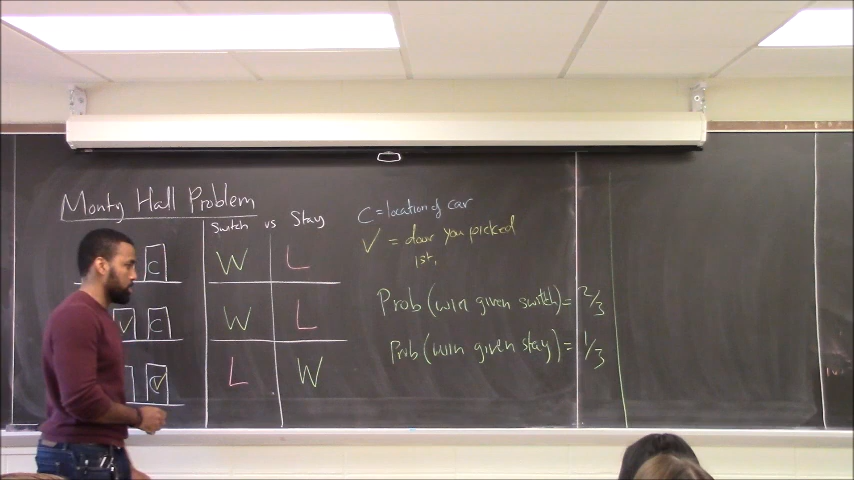 Monty Hall Problem
Switch vs Stay
C = location of car
✓ = door you picked
1st.
C W L
✓ C W L
✓ L W
Prob(win given switch) = 2/3
Prob(win given stay) = 1/3